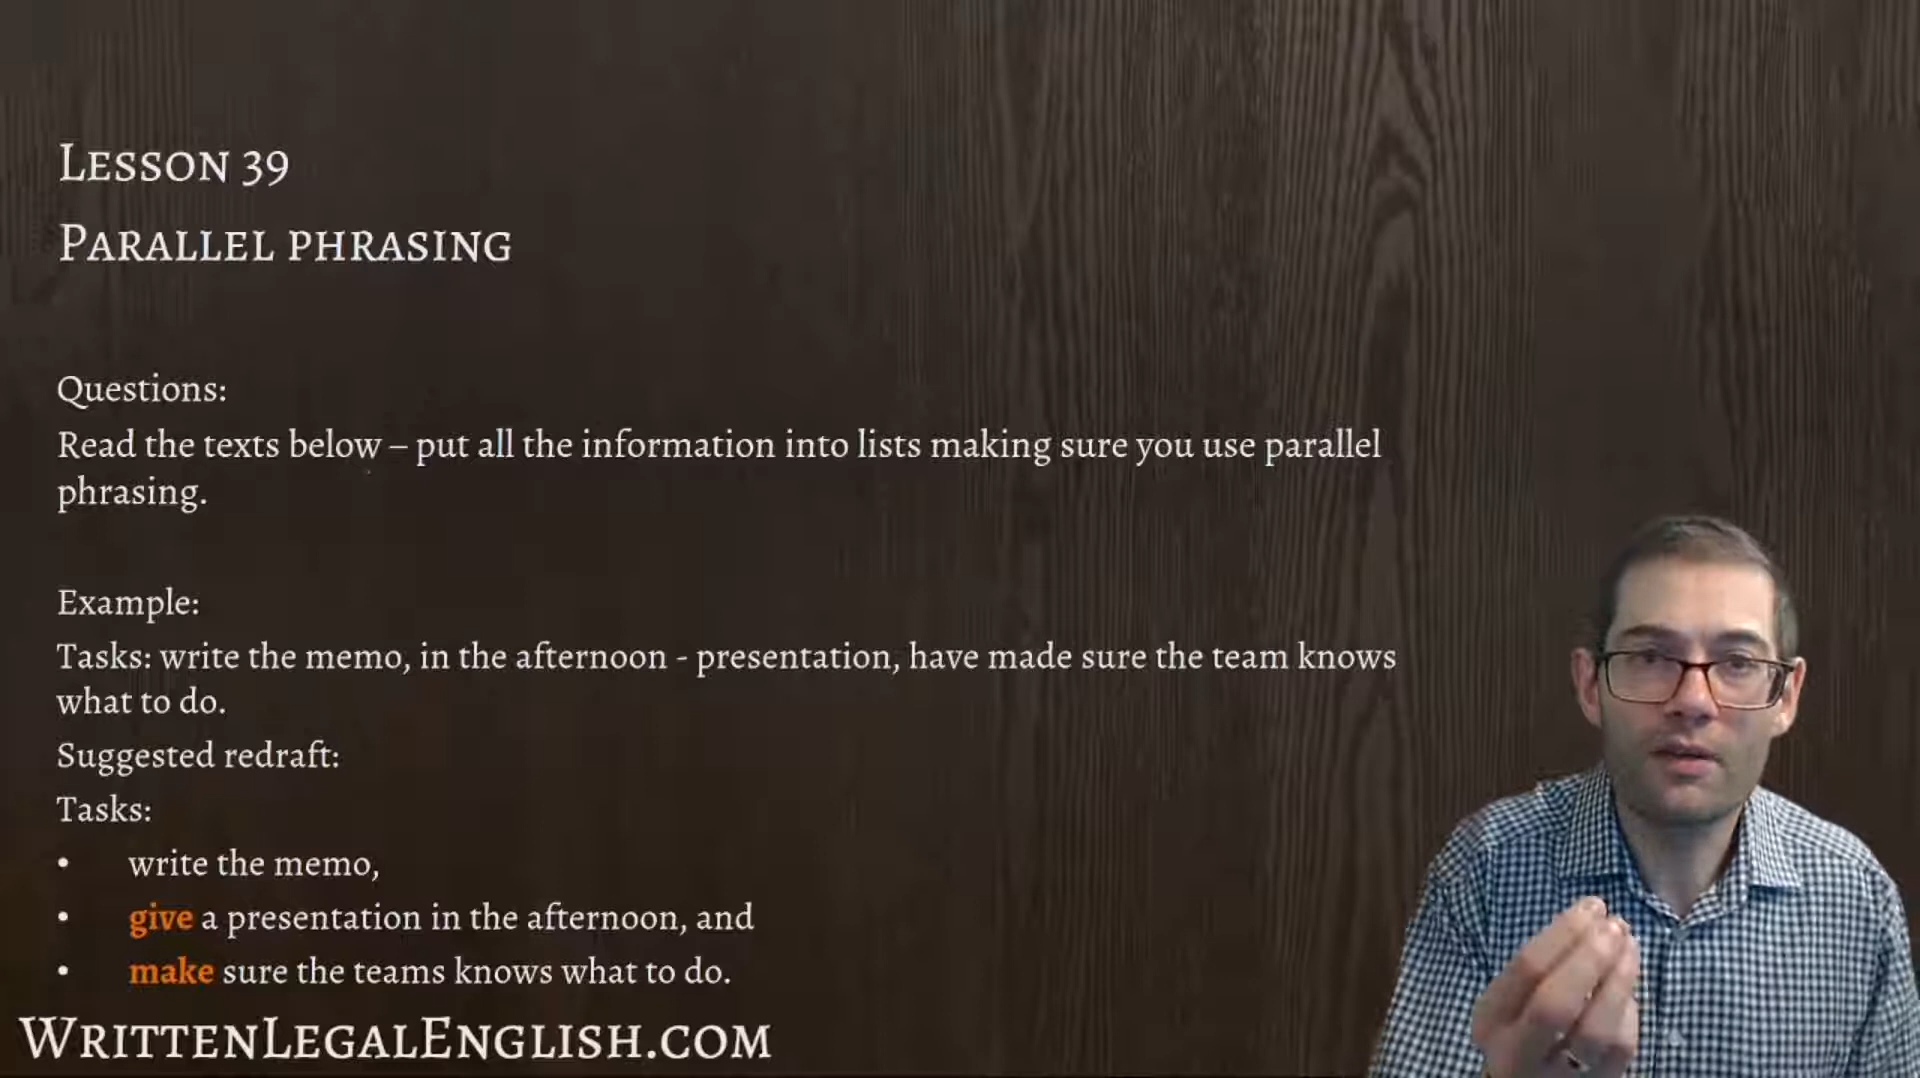 Lesson 39
Parallel phrasing
Questions:
Read the texts below – put all the information into lists making sure you use parallel
phrasing.
Example:
Tasks: write the memo, in the afternoon - presentation, have made sure the team knows
what to do.
Suggested redraft:
Tasks:
• write the memo,
• give a presentation in the afternoon, and
• make sure the teams knows what to do.
WrittenLegalEnglish.com